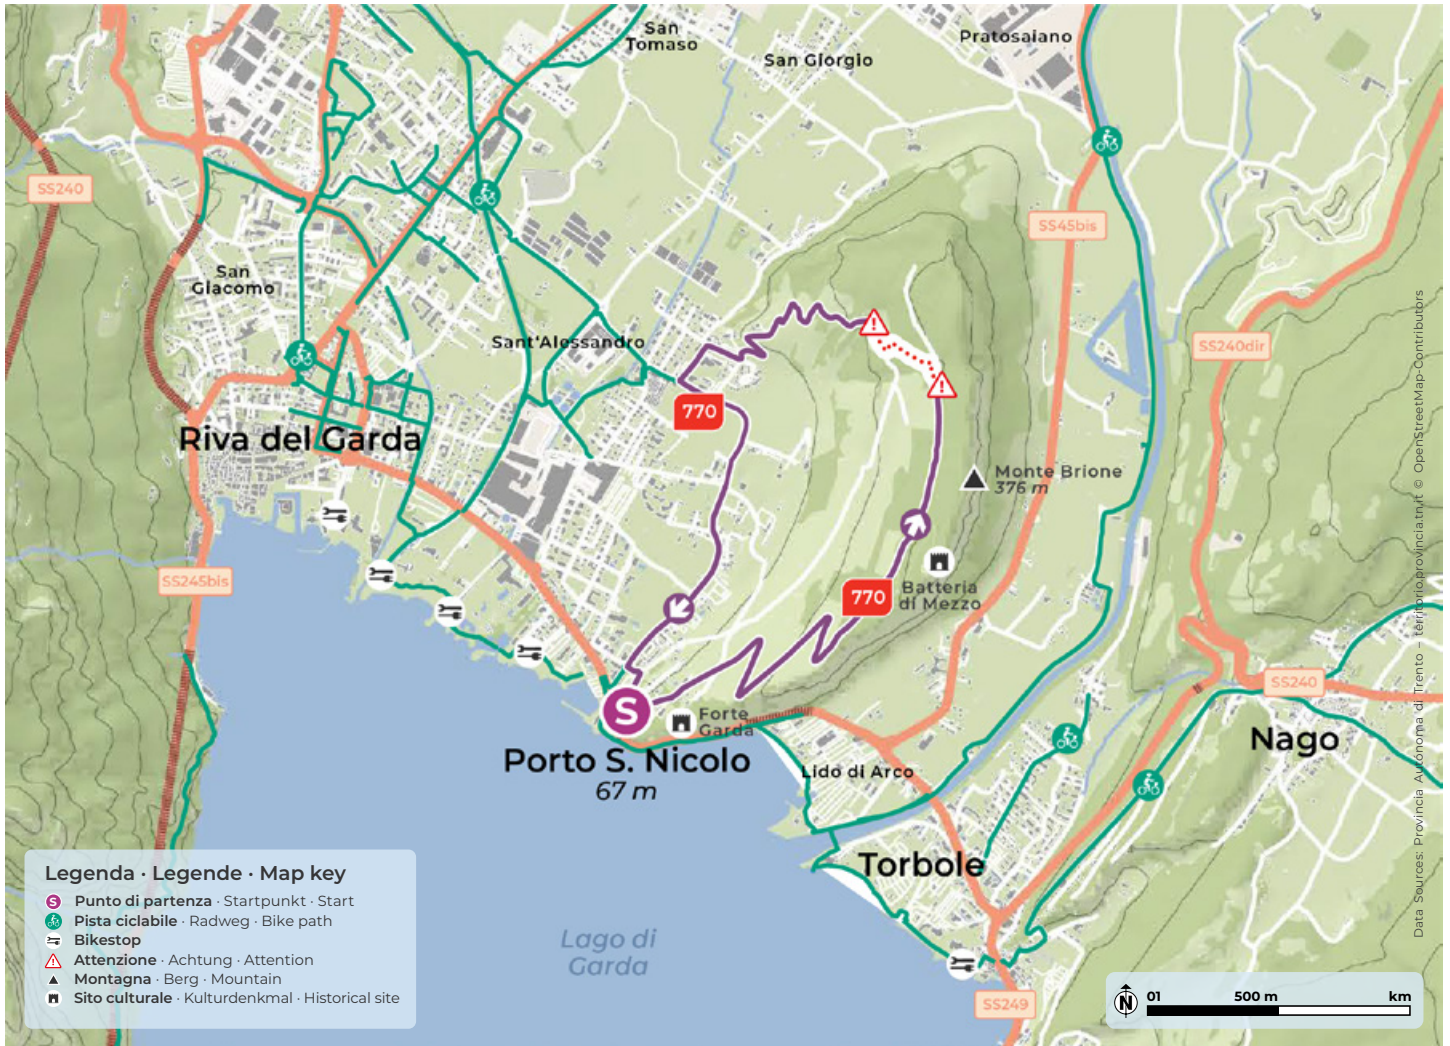 San
Tomaso
San Giorgio
Pratosaiano
SS240
SS45bis
San
Giacomo
SS240dir
Sant'Alessandro
770
Riva del Garda
Monte Brione
376 m
SS245bis
770
Batteria
di Mezzo
S
Forte
Garda
SS240
Nago
Porto S. Nicolo
67 m
Lido di Arco
Torbole
Lago di
Garda
SS249
Legenda · Legende · Map key
S Punto di partenza · Startpunkt · Start
Pista ciclabile · Radweg · Bike path
Bikestop
Attenzione · Achtung · Attention
Montagna · Berg · Mountain
Sito culturale · Kulturdenkmal · Historical site
N
01 500 m km
Data Sources: Provincia Autonoma di Trento – territorio.provincia.tn.it © OpenStreetMap-Contributors